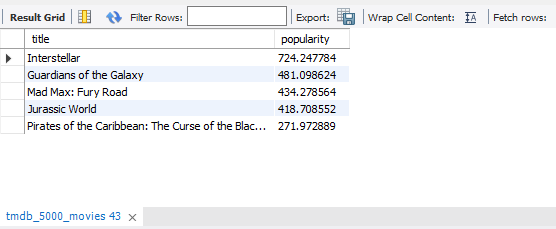 Result Grid Filter Rows: Export: Wrap Cell Content: Fetch rows:
title popularity
Interstellar 724.247784
Guardians of the Galaxy 481.098624
Mad Max: Fury Road 434.278564
Jurassic World 418.708552
Pirates of the Caribbean: The Curse of the Blac... 271.972889
tmdb_5000_movies 43